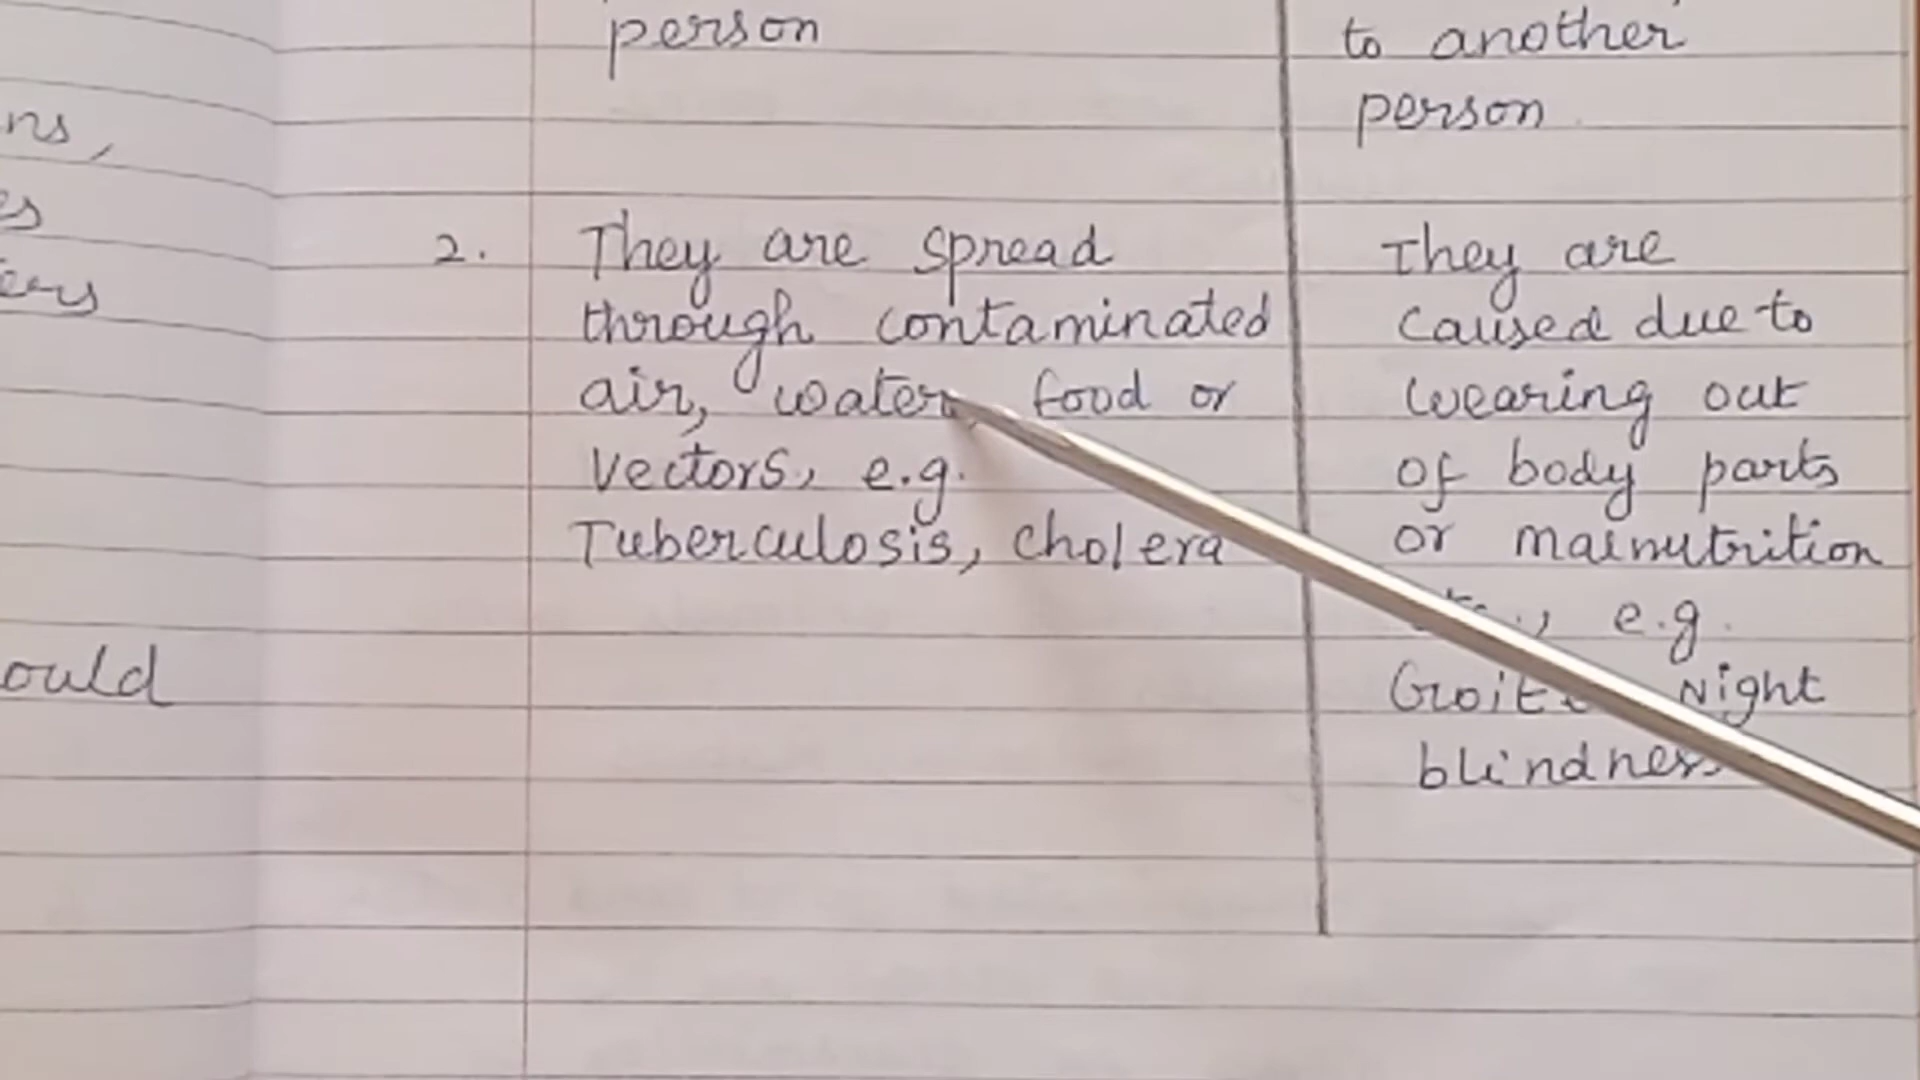 ns,
es
ould
person
2. They are spread
through contaminated
air, water food or
Vectors, e.g.
Tuberculosis, cholera
to another
person
They are
caused due to
wearing out
of body parts
or malnutrition
e.g.
Night
blindness